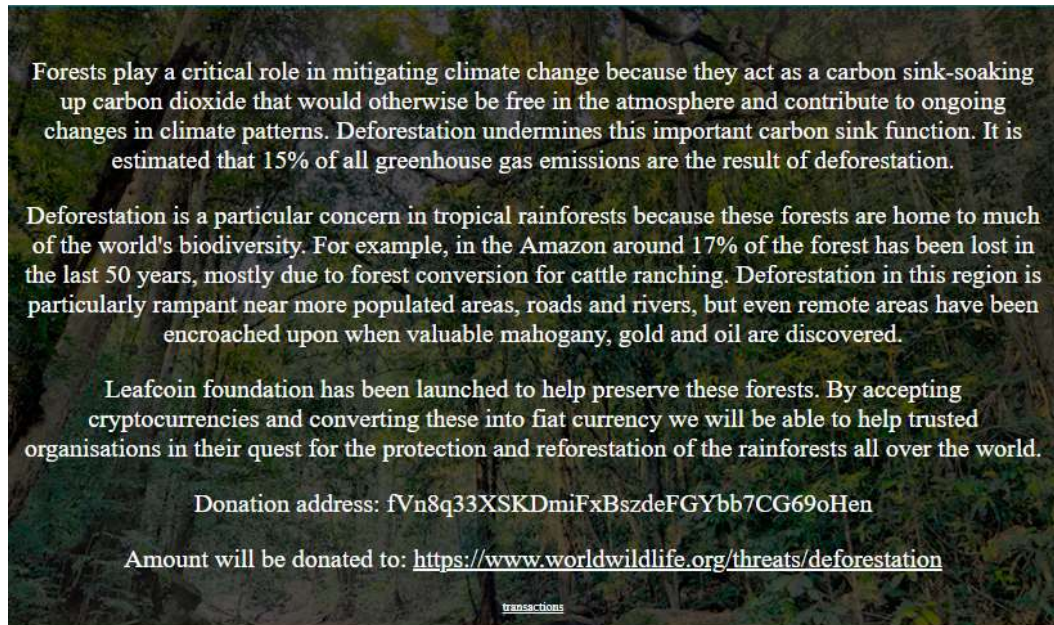 Forests play a critical role in mitigating climate change because they act as a carbon sink-soaking
up carbon dioxide that would otherwise be free in the atmosphere and contribute to ongoing
changes in climate patterns. Deforestation undermines this important carbon sink function. It is
estimated that 15% of all greenhouse gas emissions are the result of deforestation.
Deforestation is a particular concern in tropical rainforests because these forests are home to much
of the world's biodiversity. For example, in the Amazon around 17% of the forest has been lost in
the last 50 years, mostly due to forest conversion for cattle ranching. Deforestation in this region is
particularly rampant near more populated areas, roads and rivers, but even remote areas have been
encroached upon when valuable mahogany, gold and oil are discovered.
Leafcoin foundation has been launched to help preserve these forests. By accepting
cryptocurrencies and converting these into fiat currency we will be able to help trusted
organisations in their quest for the protection and reforestation of the rainforests all over the world.
Donation address: fVn8q33XSKDmiFxBszdeFGYbb7CG69oHen
Amount will be donated to: https://www.worldwildlife.org/threats/deforestation
transactions